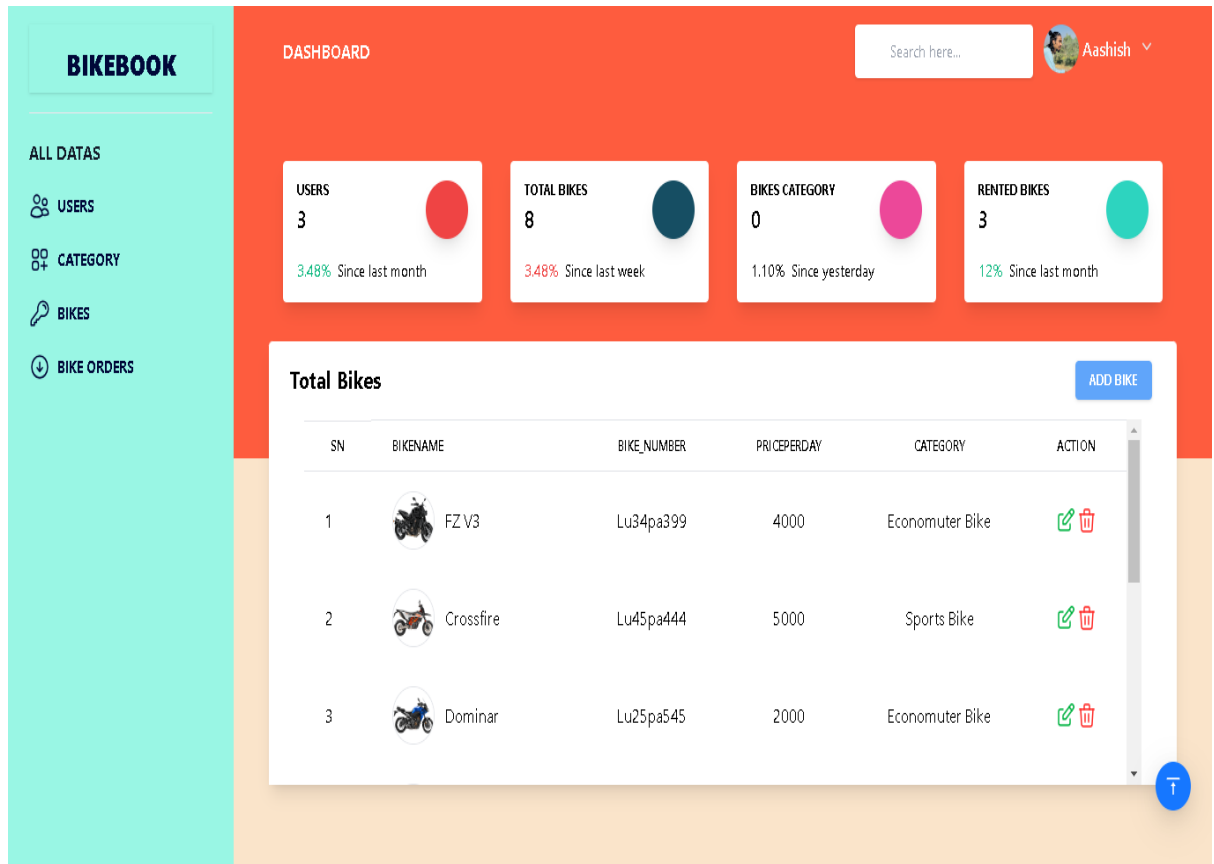 BIKEBOOK
ALL DATAS
USERS
CATEGORY
BIKES
BIKE ORDERS
DASHBOARD
Search here...
Aashish
USERS
3
3.48% Since last month
TOTAL BIKES
8
3.48% Since last week
BIKES CATEGORY
0
1.10% Since yesterday
RENTED BIKES
3
12% Since last month
Total Bikes
ADD BIKE
SN BIKENAME BIKE_NUMBER PRICEPERDAY CATEGORY ACTION
1 FZ V3 Lu34pa399 4000 Economuter Bike
2 Crossfire Lu45pa444 5000 Sports Bike
3 Dominar Lu25pa545 2000 Economuter Bike